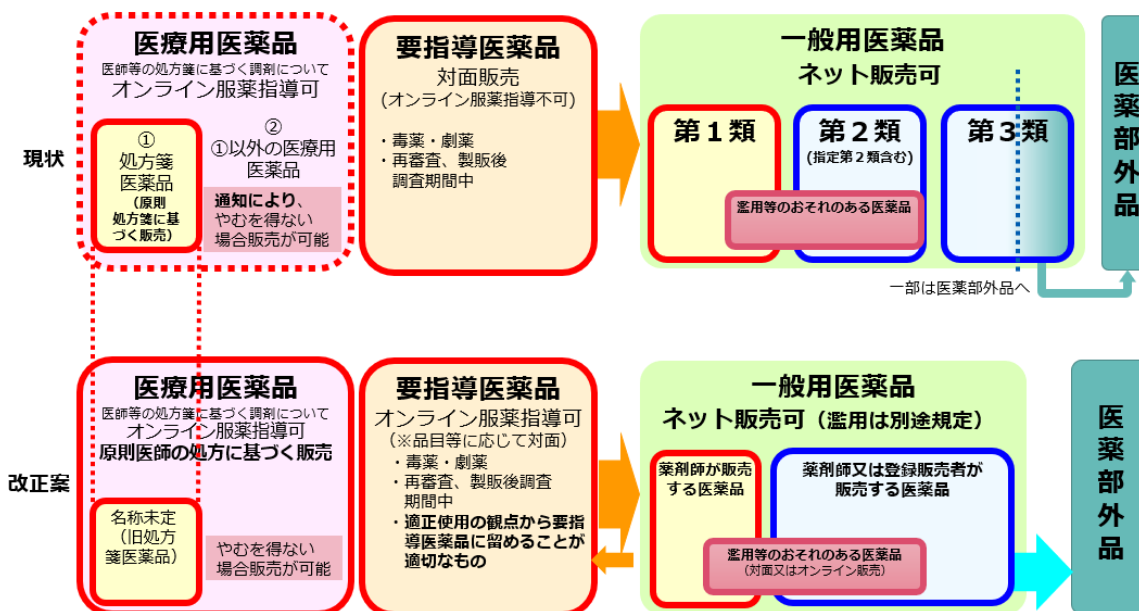 現状
医療用医薬品
医師等の処方箋に基づく調剤について
オンライン服薬指導可
①
処方箋
医薬品
(原則
処方箋に基
づく販売)
②
①以外の医療用
医薬品
通知により、
やむを得ない
場合販売が可能
要指導医薬品
対面販売
(オンライン服薬指導不可)
・毒薬・劇薬
・再審査、製販後
調査期間中
一般用医薬品
ネット販売可
第１類
第２類
(指定第２類含む)
第３類
濫用等のおそれのある医薬品
一部は医薬部外品へ
医薬部外品
改正案
医療用医薬品
医師等の処方箋に基づく調剤について
オンライン服薬指導可
原則医師の処方に基づく販売
名称未定
（旧処方
箋医薬品）
やむを得ない
場合販売が可能
要指導医薬品
オンライン服薬指導可
（※品目等に応じて対面）
・毒薬・劇薬
・再審査、製販後調査
期間中
・適正使用の観点から要指
導医薬品に留めることが
適切なもの
一般用医薬品
ネット販売可（濫用は別途規定）
薬剤師が販売
する医薬品
薬剤師又は登録販売者が
販売する医薬品
濫用等のおそれのある医薬品
(対面又はオンライン販売)
医薬部外品